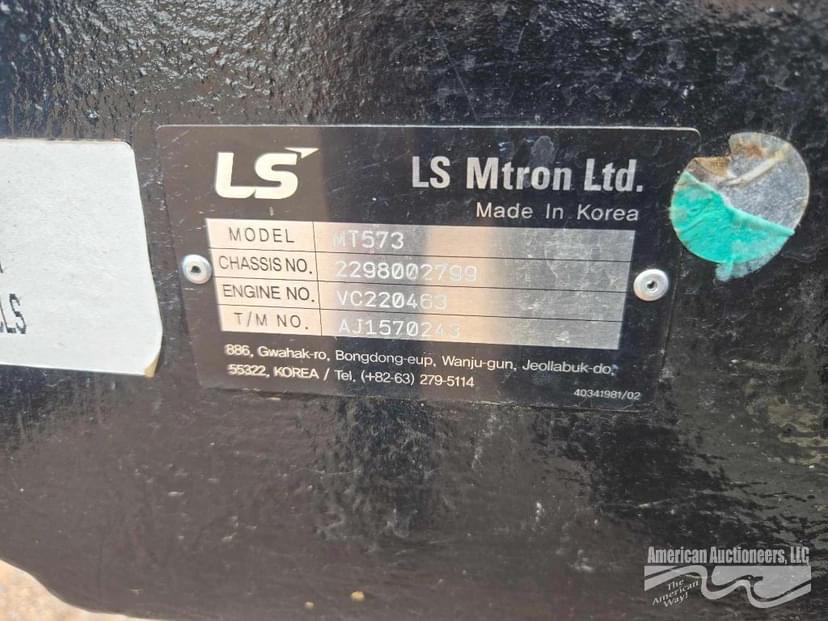 LS
LS Mtron Ltd.
Made In Korea
MODEL MT573
CHASSIS NO. 2298002799
ENGINE NO. VC220463
T/M NO. AJ1570243
886, Gwahak-ro, Bongdong-eup, Wanju-gun, Jeollabuk-do,
55322, KOREA / Tel, (+82-63) 279-5114
40341981/02
American Auctioneers, LLC
The
American
Way!